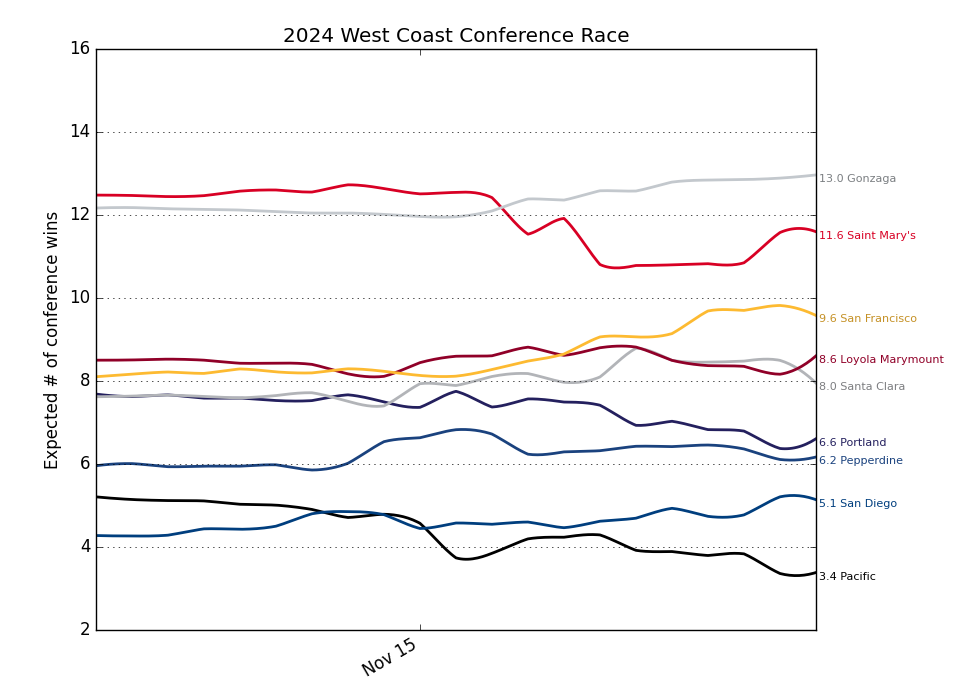 2024 West Coast Conference Race
Expected # of conference wins
16
14
12
10
8
6
4
2
Nov 15
13.0 Gonzaga
11.6 Saint Mary's
9.6 San Francisco
8.6 Loyola Marymount
8.0 Santa Clara
6.6 Portland
6.2 Pepperdine
5.1 San Diego
3.4 Pacific